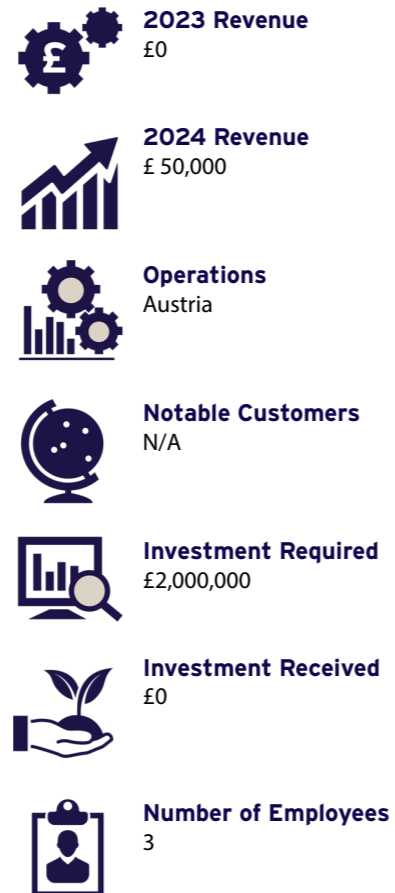 £
2023 Revenue
£0
2024 Revenue
£ 50,000
Operations
Austria
Notable Customers
N/A
Investment Required
£2,000,000
Investment Received
£0
Number of Employees
3